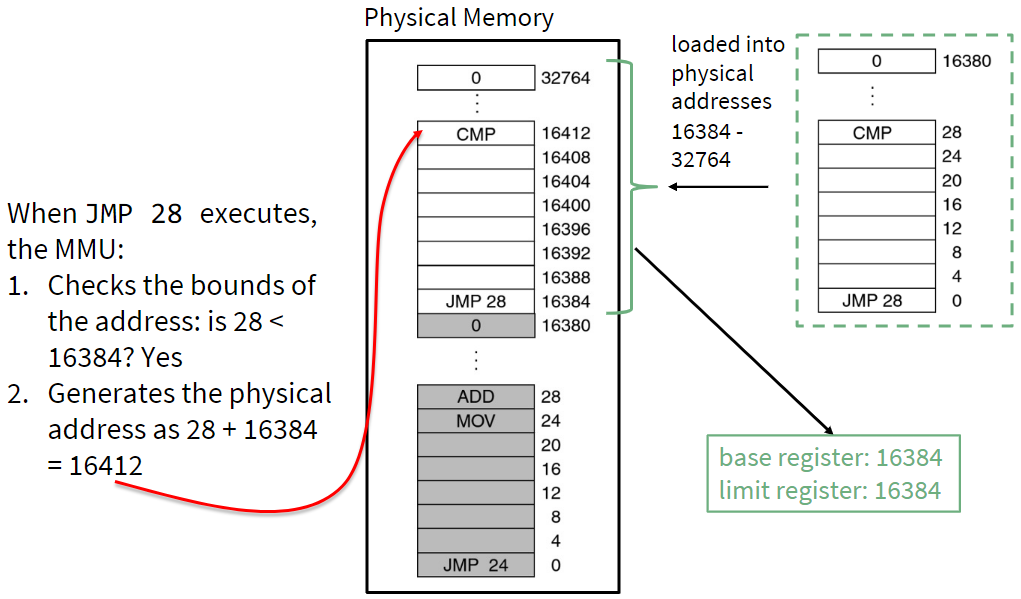 Physical Memory
When JMP 28 executes,
the MMU:
1. Checks the bounds of
the address: is 28 <
16384? Yes
2. Generates the physical
address as 28 + 16384
= 16412
0 32764
CMP 16412
16408
16404
16400
16396
16392
16388
JMP 28 16384
0 16380
ADD 28
MOV 24
20
16
12
8
4
JMP 24 0
loaded into
physical
addresses
16384 -
32764
0 16380
CMP 28
24
20
16
12
8
4
JMP 28 0
base register: 16384
limit register: 16384